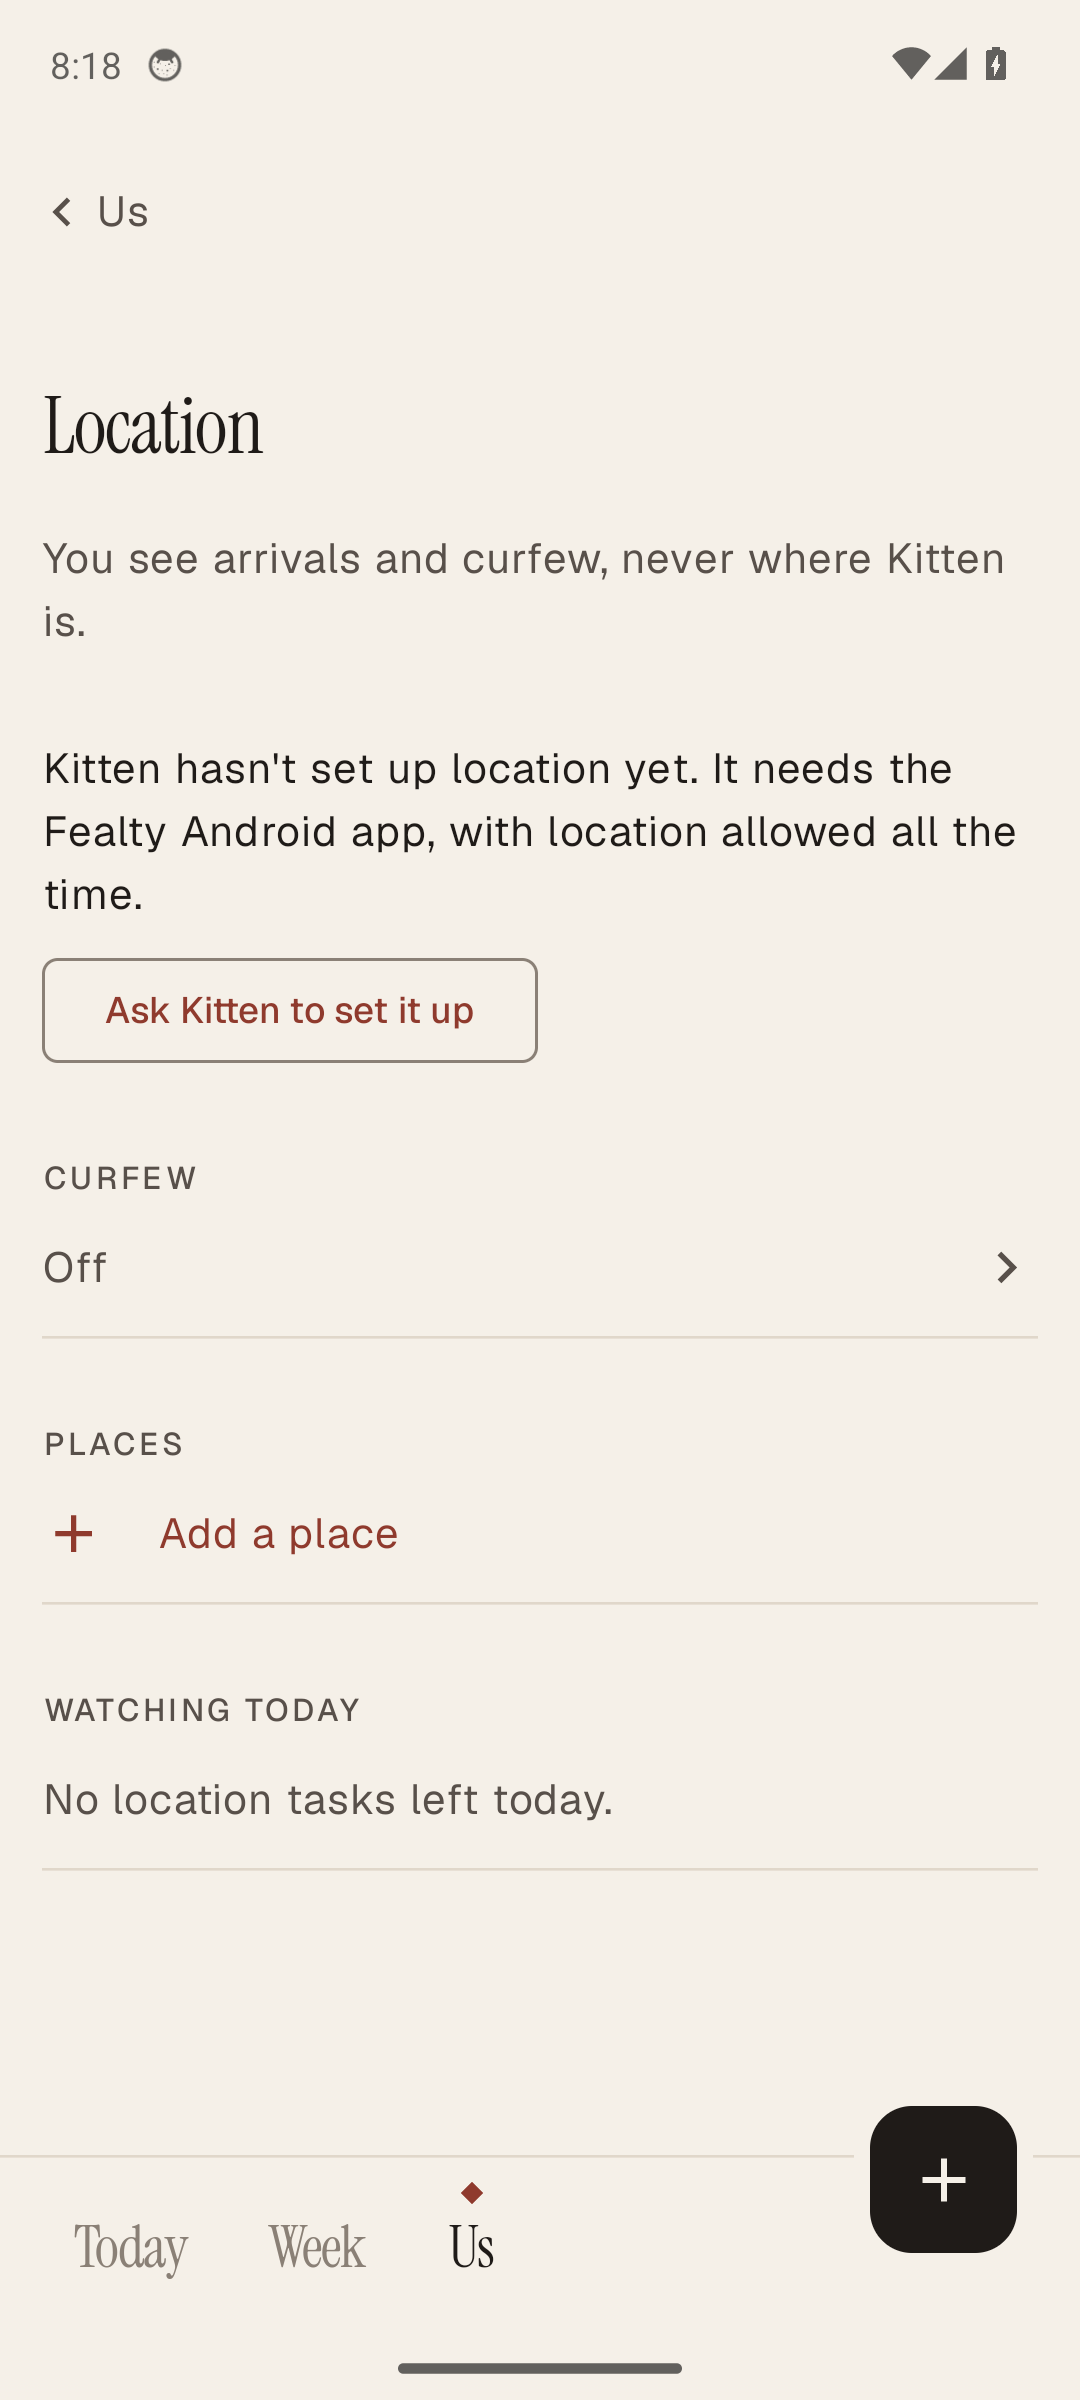 8:18
Us
Location
You see arrivals and curfew, never where Kitten
is.
Kitten hasn't set up location yet. It needs the
Fealty Android app, with location allowed all the
time.
Ask Kitten to set it up
CURFEW
Off
PLACES
Add a place
WATCHING TODAY
No location tasks left today.
Today Week Us